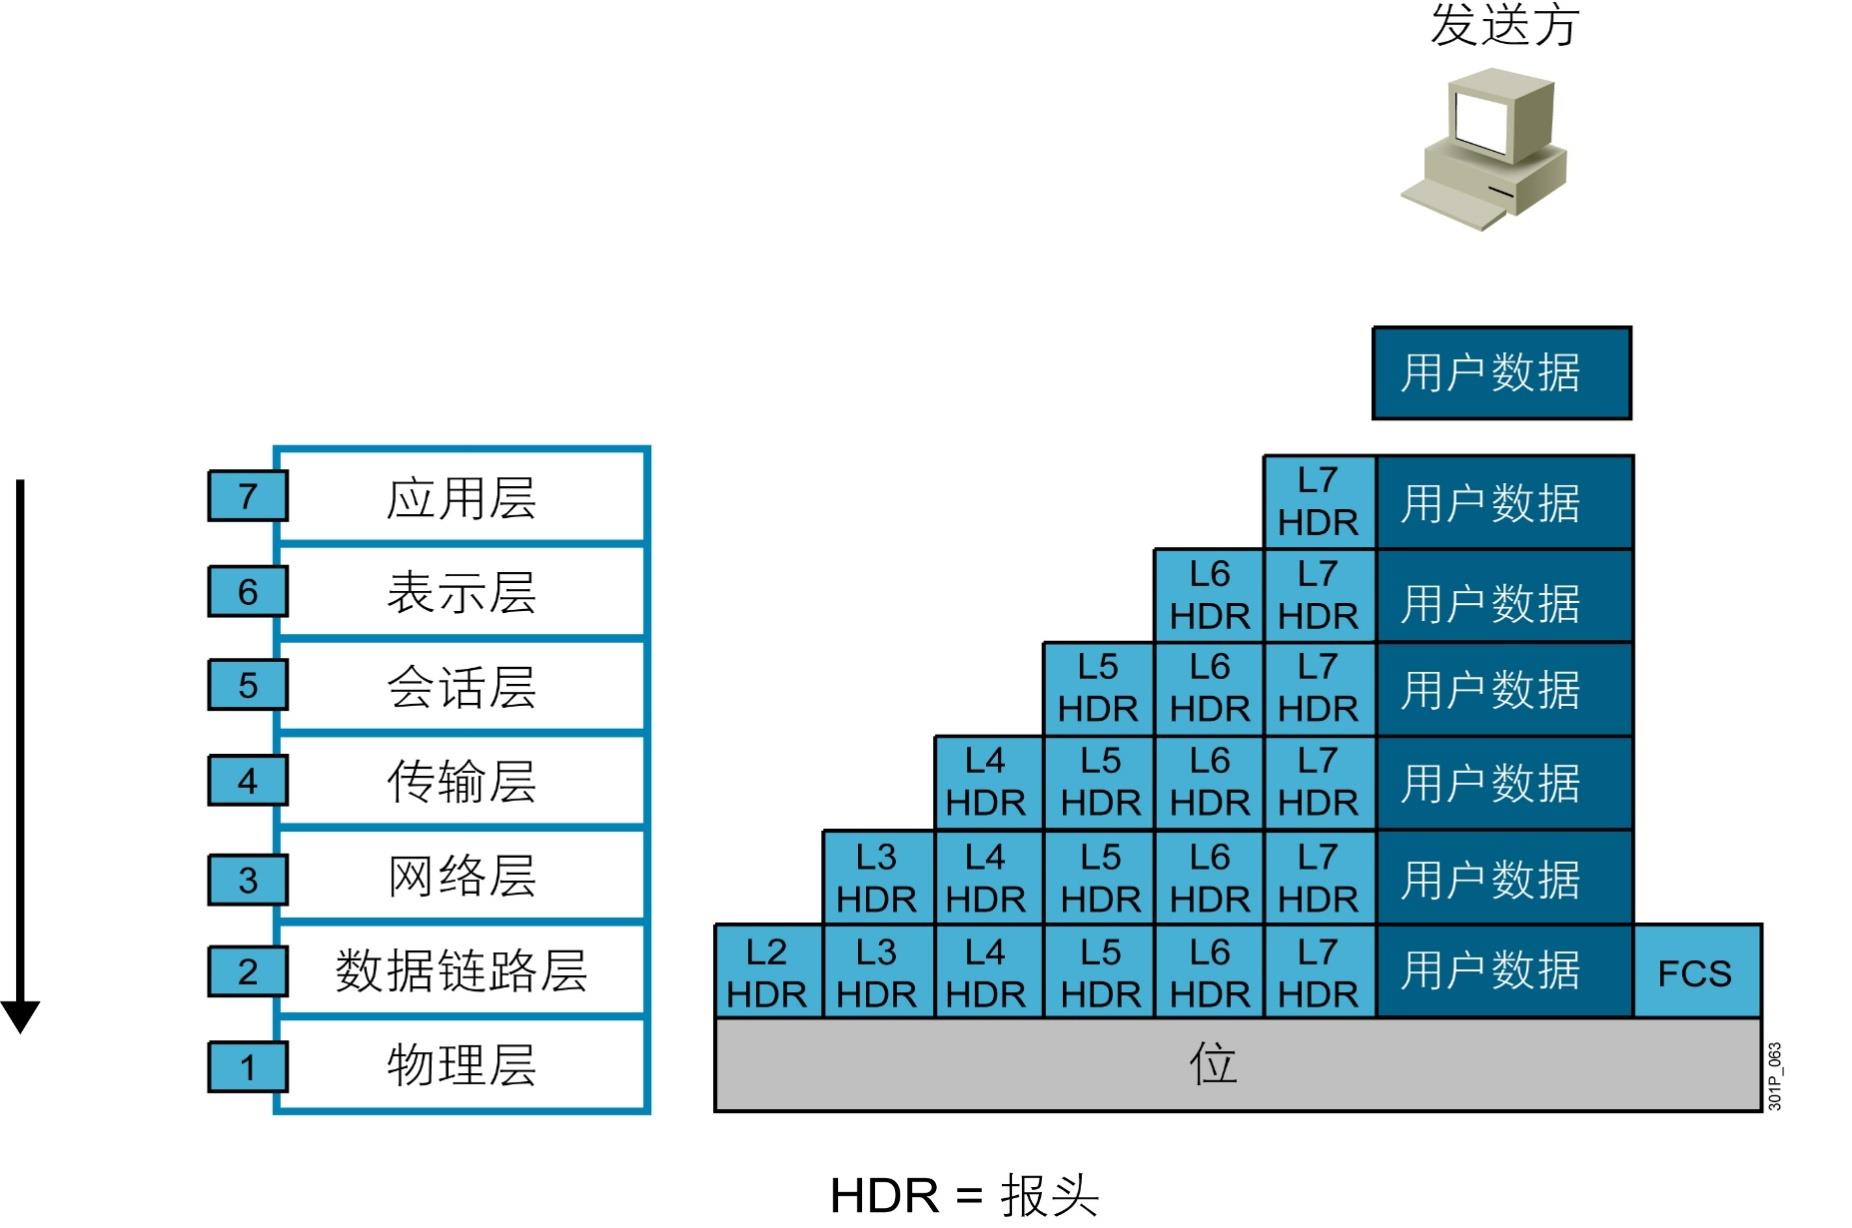 发送方
用户数据
7 应用层
L7 HDR 用户数据
6 表示层
L6 HDR L7 HDR 用户数据
5 会话层
L5 HDR L6 HDR L7 HDR 用户数据
4 传输层
L4 HDR L5 HDR L6 HDR L7 HDR 用户数据
3 网络层
L3 HDR L4 HDR L5 HDR L6 HDR L7 HDR 用户数据
2 数据链路层
L2 HDR L3 HDR L4 HDR L5 HDR L6 HDR L7 HDR 用户数据 FCS
1 物理层
位
301P_063
HDR = 报头